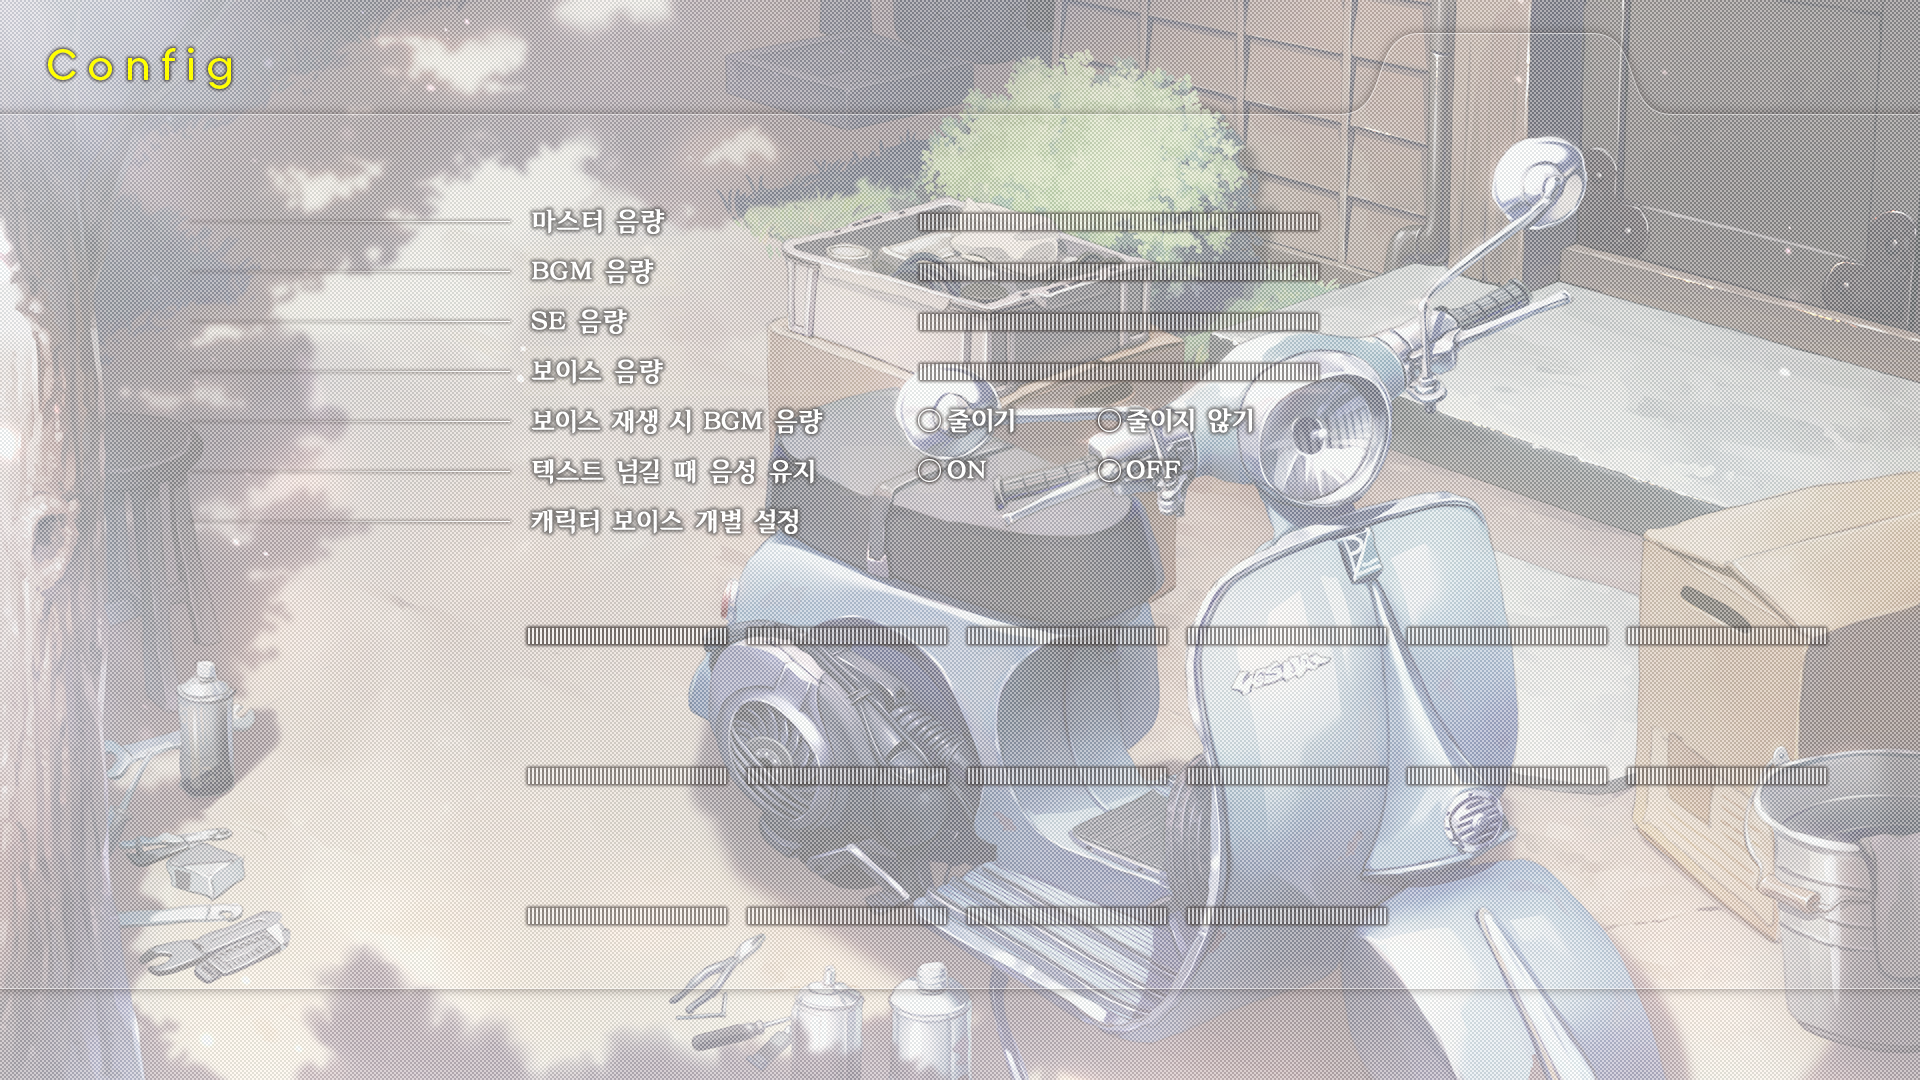 Config
마스터 음량
BGM 음량
SE 음량
보이스 음량
보이스 재생 시 BGM 음량 줄이기 줄이지 않기
텍스트 넘길 때 음성 유지 ON OFF
캐릭터 보이스 개별 설정